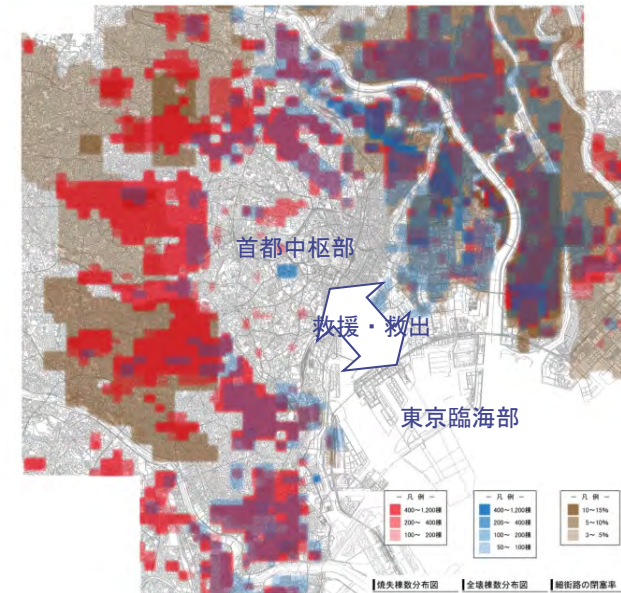 首都中枢部
救援・救出
東京臨海部
－ 凡 例 －
400～1,200棟
200～ 400棟
100～ 200棟
－ 凡 例 －
400～1,200棟
200～ 400棟
100～ 200棟
50～ 100棟
－ 凡 例 －
10～15%
5～10%
3～ 5%
焼失棟数分布図
全壊棟数分布図
細街路の閉塞率